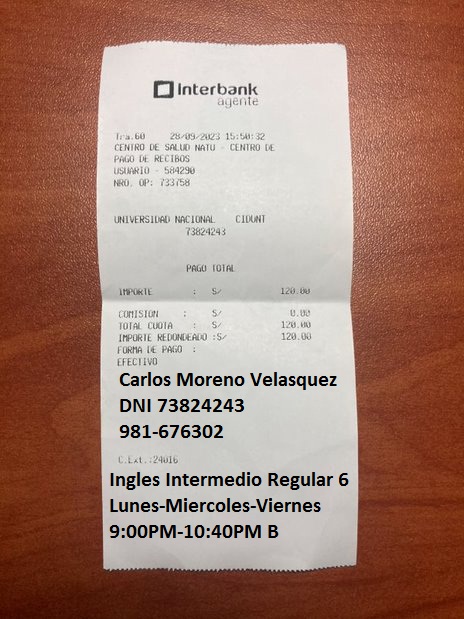 Interbank
agente
Tra.60 28/09/2023 15:50:32
CENTRO DE SALUD NATU - CENTRO DE
PAGO DE RECIBOS
USUARIO - 584290
NRO. OP: 733758
UNIVERSIDAD NACIONAL CIDUNT
73824243
PAGO TOTAL
IMPORTE : S/ 120.00
COMISION : S/ 0.00
TOTAL CUOTA : S/ 120.00
IMPORTE REDONDEADO :S/ 120.00
FORMA DE PAGO :
EFECTIVO
Carlos Moreno Velasquez
DNI 73824243
981-676302
C.Ext.:24016
Ingles Intermedio Regular 6
Lunes-Miercoles-Viernes
9:00PM-10:40PM B